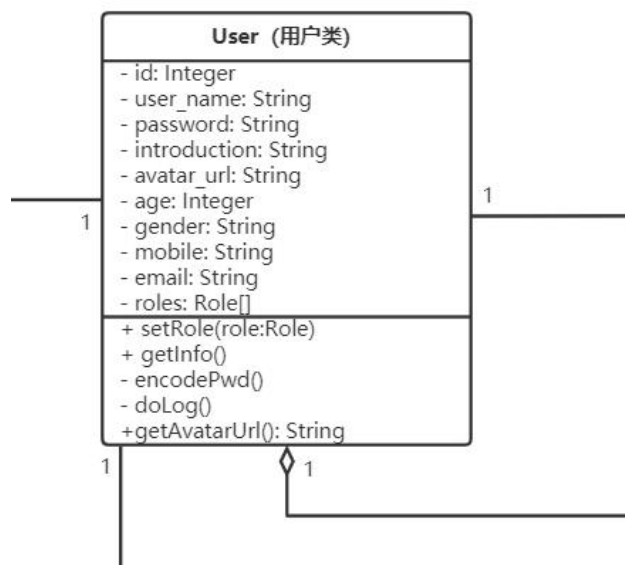 User (用户类)
- id: Integer
- user_name: String
- password: String
- introduction: String
- avatar_url: String
- age: Integer
- gender: String
- mobile: String
- email: String
- roles: Role[]
+ setRole(role:Role)
+ getInfo()
- encodePwd()
- doLog()
+getAvatarUrl(): String
1
1
1
1